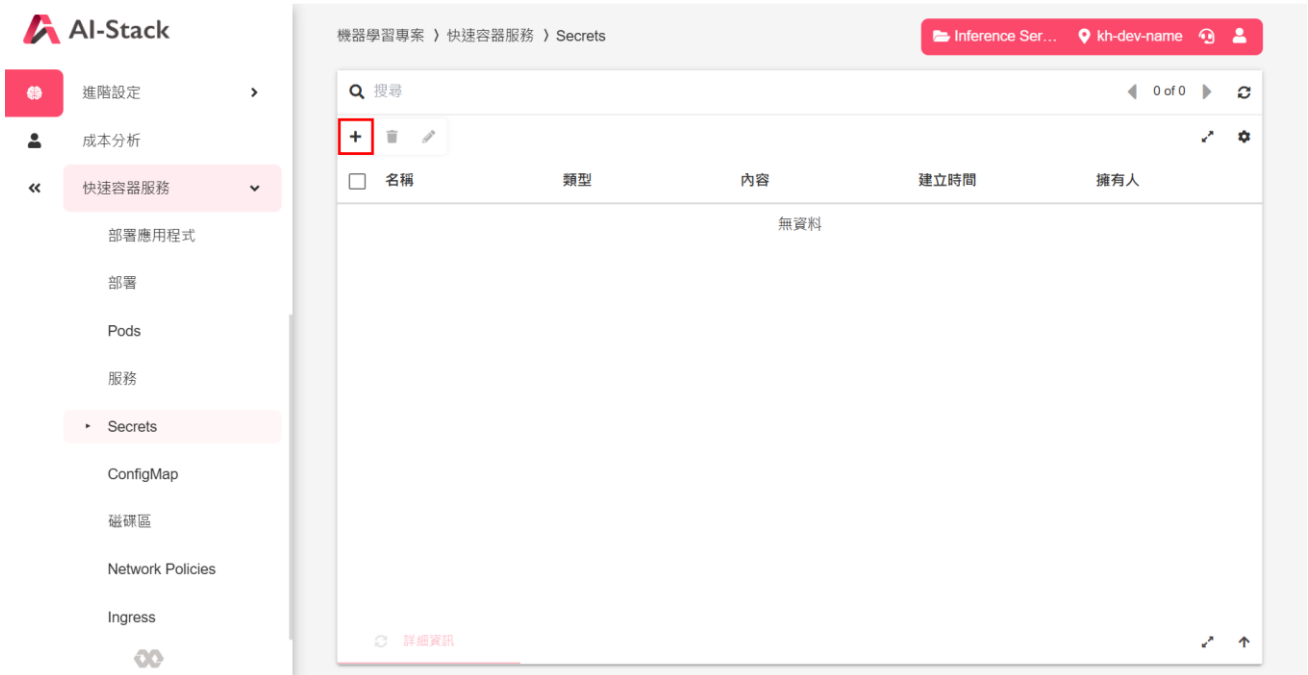 AI-Stack
機器學習專案 〉快速容器服務 〉Secrets
Inference Ser... kh-dev-name
進階設定
成本分析
快速容器服務
部署應用程式
部署
Pods
服務
Secrets
ConfigMap
磁碟區
Network Policies
Ingress
搜尋
0 of 0
名稱 類型 內容 建立時間 擁有人
無資料
詳細資訊